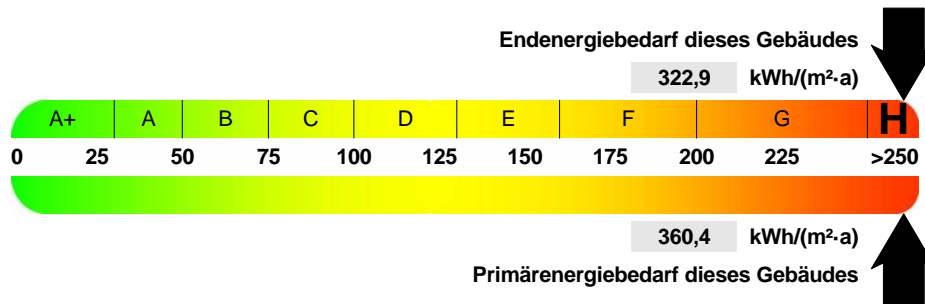 Endenergiebedarf dieses Gebäudes
322,9 kWh/(m²·a)
A+ A B C D E F G H
0 25 50 75 100 125 150 175 200 225 >250
360,4 kWh/(m²·a)
Primärenergiebedarf dieses Gebäudes